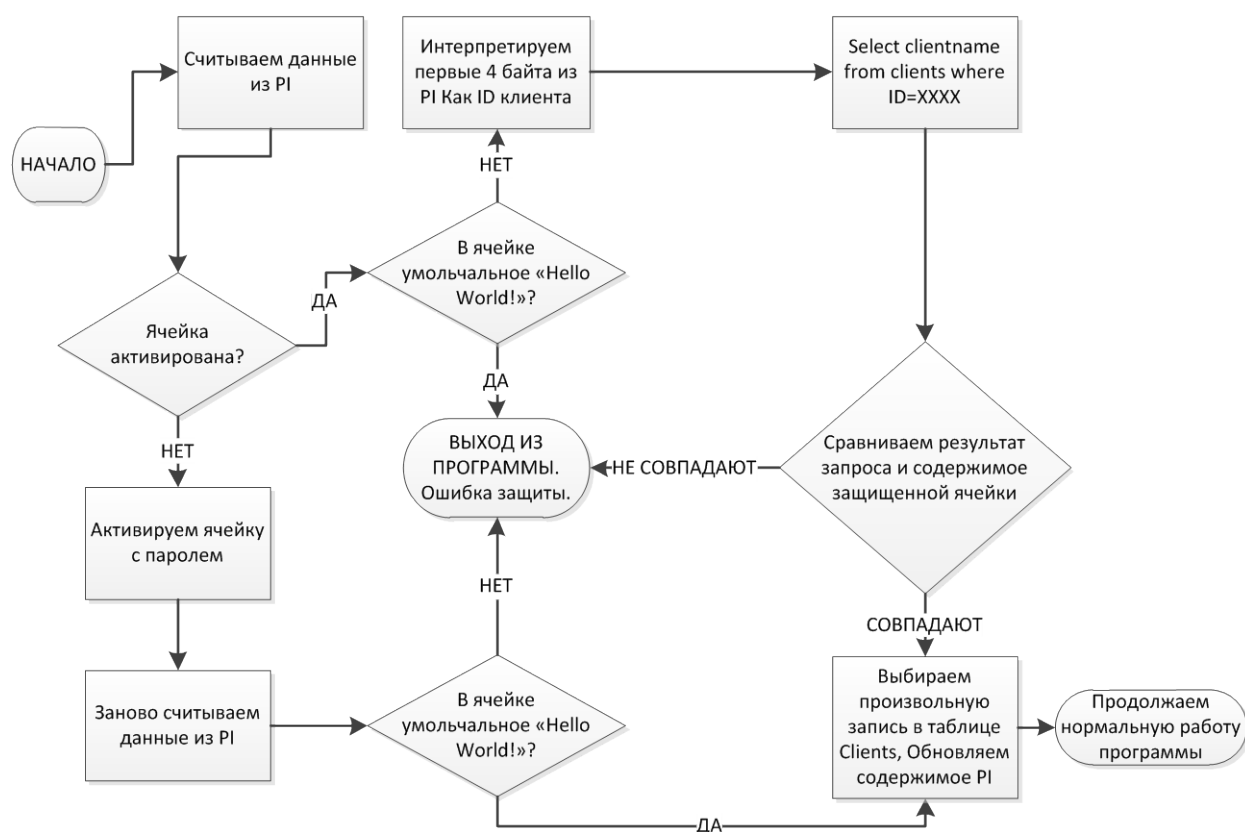 НАЧАЛО
Считываем данные
из PI
Ячейка
активирована?
ДА
НЕТ
Активируем ячейку
с паролем
Заново считываем
данные из PI
В ячейке
умольчальное «Hello
World!»?
НЕТ
ДА
Интерпретируем
первые 4 байта из
PI Как ID клиента
Select clientname
from clients where
ID=XXXX
Сравниваем результат
запроса и содержимое
защищенной ячейки
НЕ СОВПАДАЮТ
СОВПАДАЮТ
ВЫХОД ИЗ
ПРОГРАММЫ.
Ошибка защиты.
НЕТ
В ячейке
умольчальное «Hello
World!»?
ДА
Выбираем
произвольную
запись в таблице
Clients, Обновляем
содержимое PI
Продолжаем
нормальную работу
программы